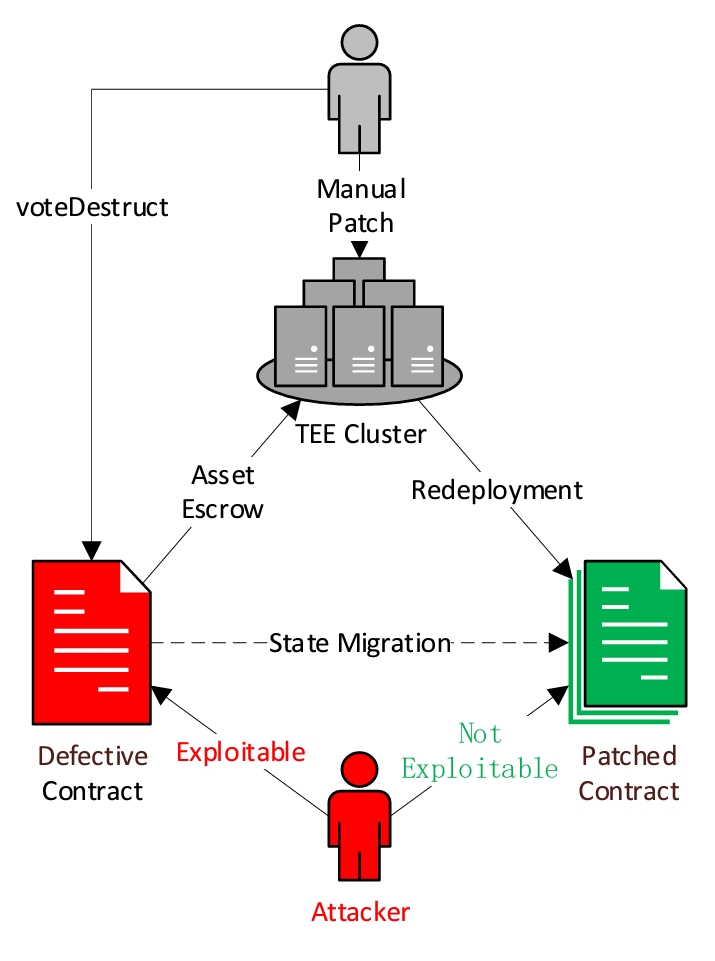 Manual
Patch
voteDestruct
TEE Cluster
Asset
Escrow
Redeployment
State Migration
Defective
Contract
Exploitable
Not
Exploitable
Patched
Contract
Attacker